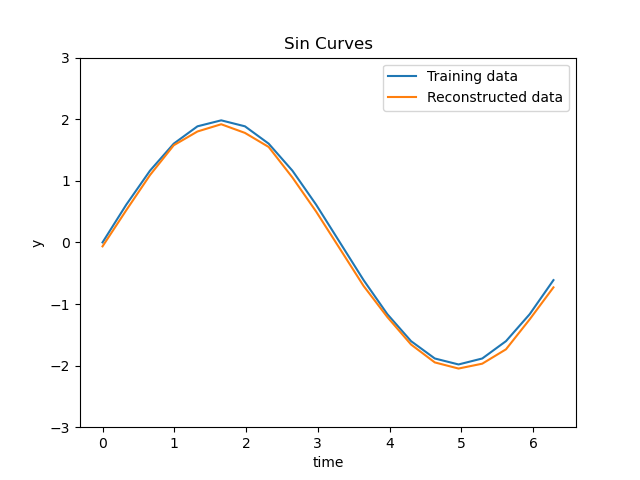 Sin Curves
Training data
Reconstructed data
3
2
1
0
−1
−2
−3
y
0 1 2 3 4 5 6
time